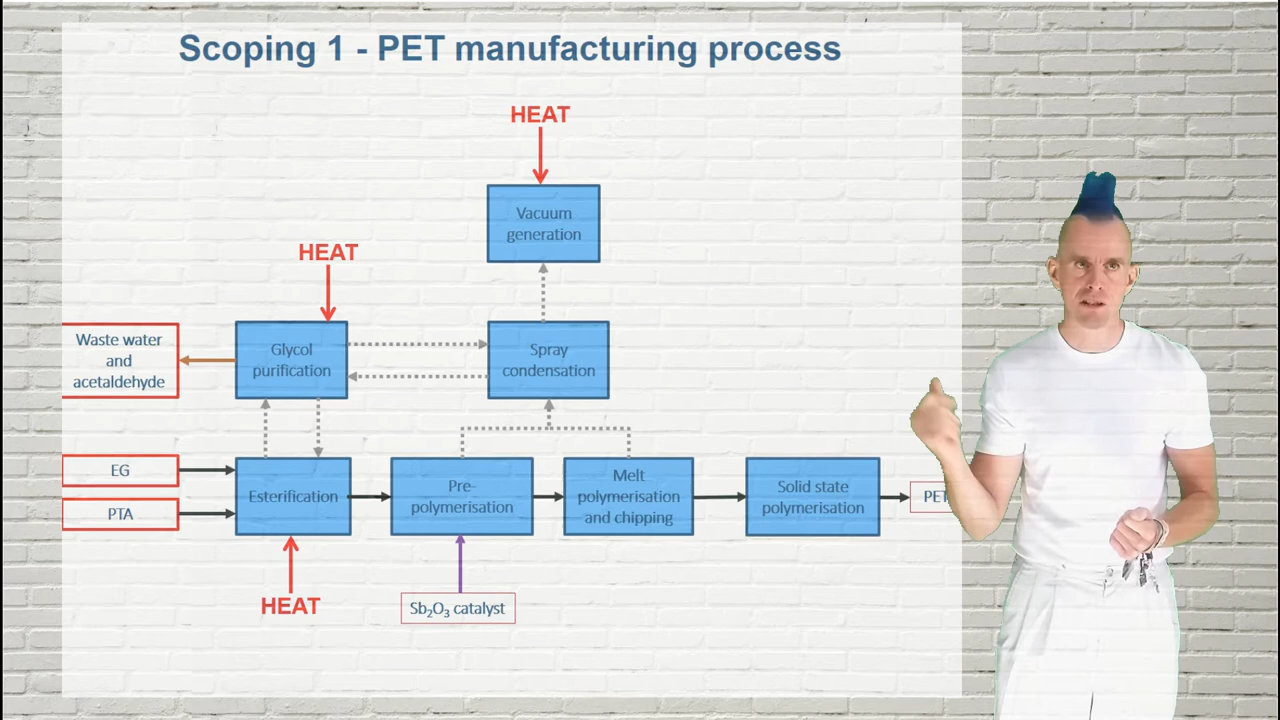 Scoping 1 - PET manufacturing process
HEAT
Vacuum
generation
HEAT
Waste water
and
acetaldehyde
Glycol
purification
Spray
condensation
EG
PTA
Esterification
Pre-
polymerisation
Melt
polymerisation
and chipping
Solid state
polymerisation
PET
HEAT
Sb₂O₃ catalyst